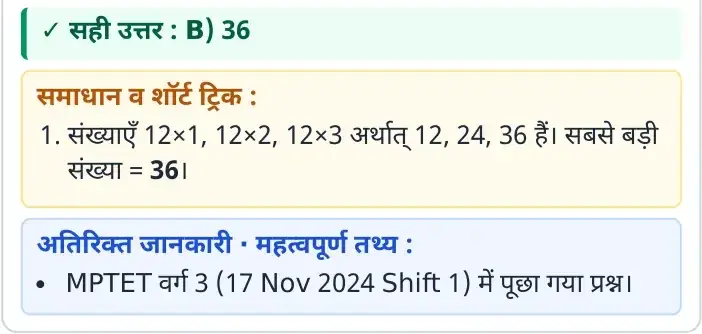 ✓ सही उत्तर : B) 36
समाधान व शॉर्ट ट्रिक :
1. संख्याएँ 12×1, 12×2, 12×3 अर्थात् 12, 24, 36 हैं। सबसे बड़ी
संख्या = 36।
अतिरिक्त जानकारी · महत्वपूर्ण तथ्य :
• MPTET वर्ग 3 (17 Nov 2024 Shift 1) में पूछा गया प्रश्न।